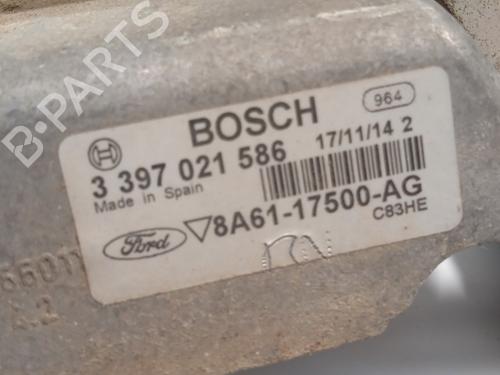 B-PARTS
BOSCH
964
3 397 021 586
17/11/14 2
Made in Spain
Ford
8A61-17500-AG
C83HE